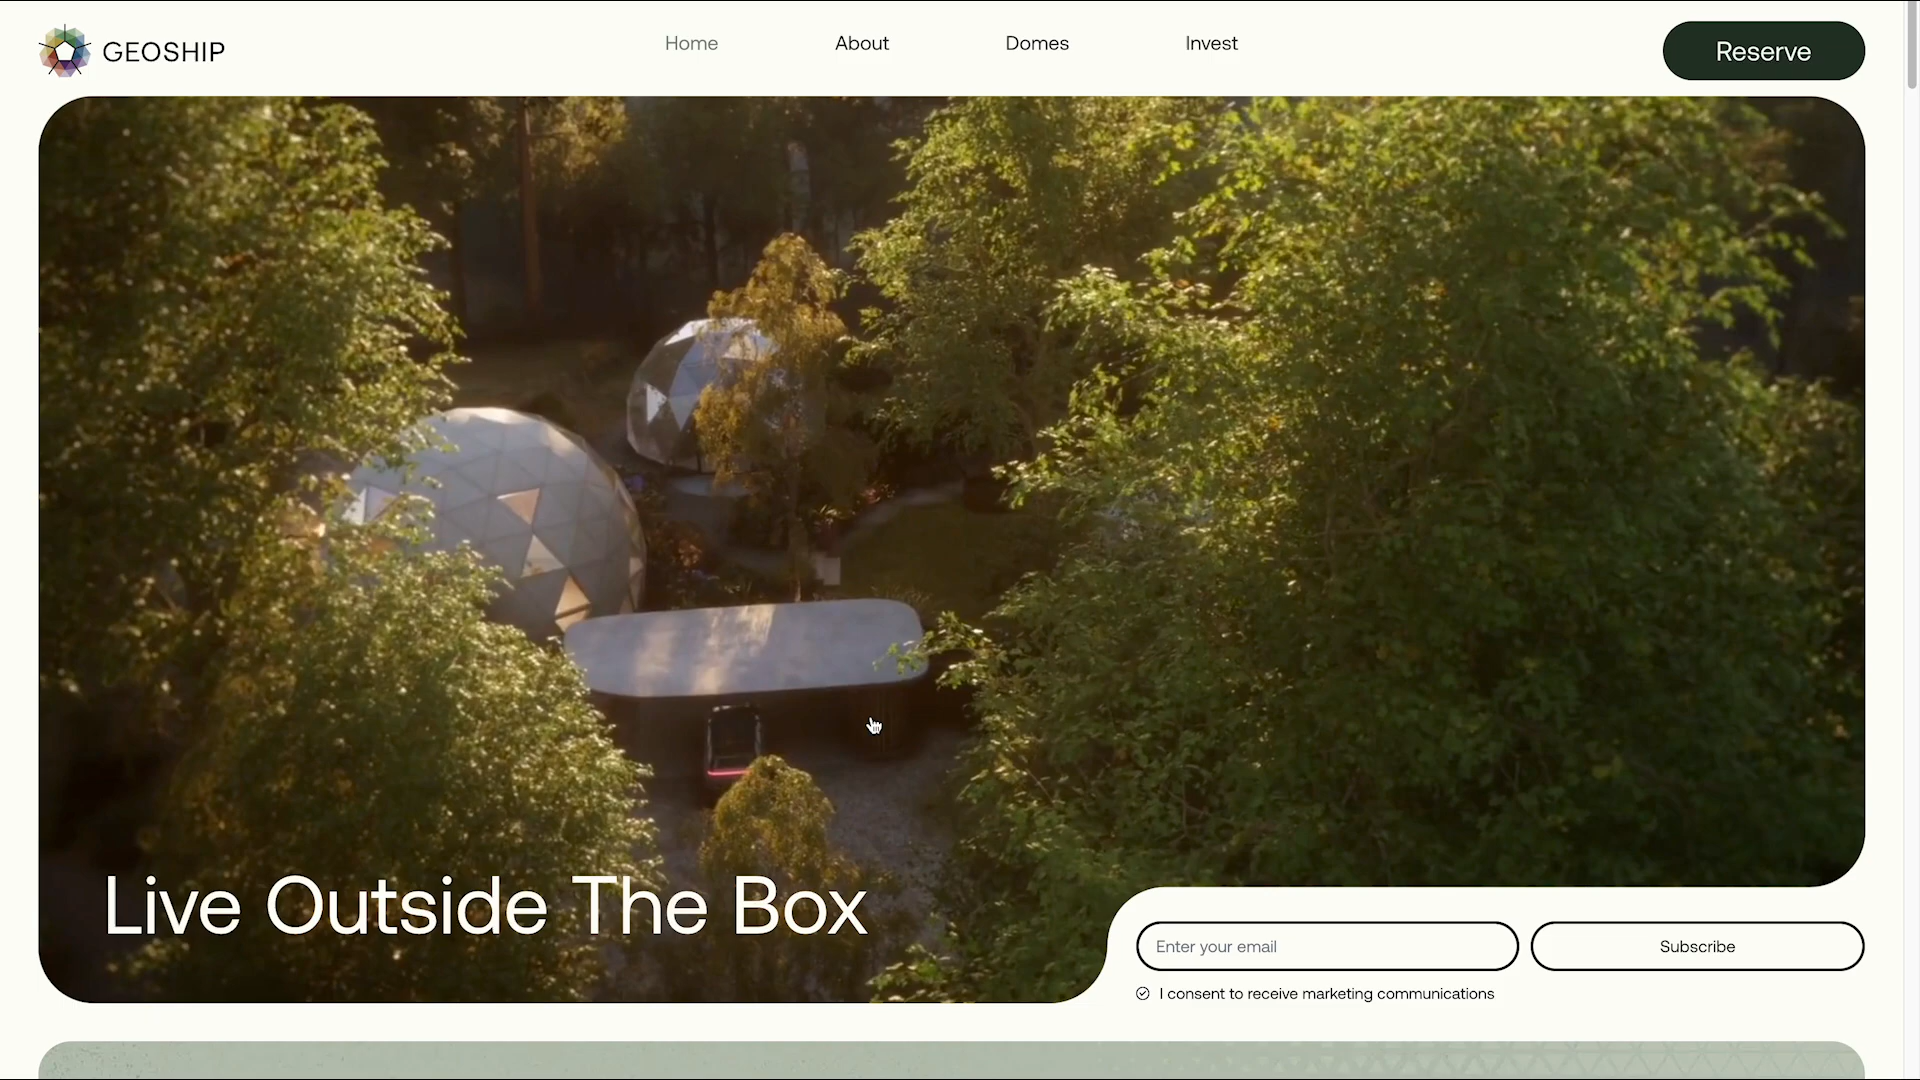 GEOSHIP
Home
About
Domes
Invest
Reserve
Live Outside The Box
Enter your email
Subscribe
I consent to receive marketing communications